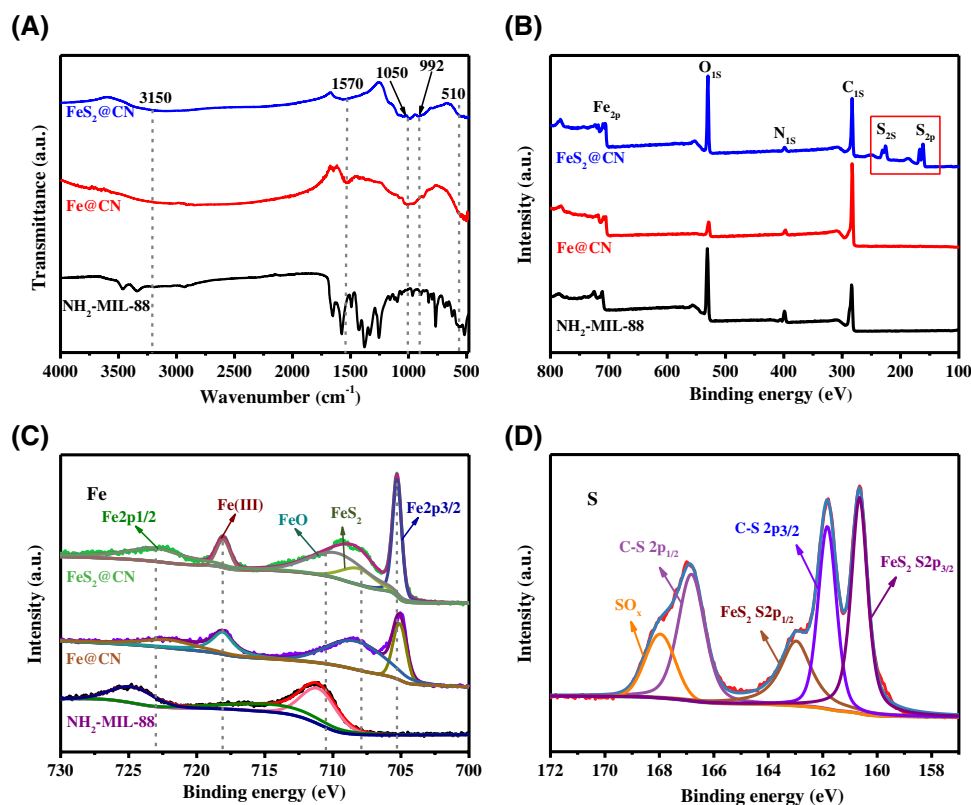 (A)
3150
1570
1050
992
510
FeS₂@CN
Fe@CN
NH₂-MIL-88
Transmittance (a.u.)
4000 3500 3000 2500 2000 1500 1000 500
Wavenumber (cm⁻¹)
(B)
O1S
C1S
Fe2p
N1S
S2S
S2p
FeS₂@CN
Fe@CN
NH₂-MIL-88
Intensity (a.u.)
800 700 600 500 400 300 200 100
Binding energy (eV)
(C)
Fe
Fe2p1/2
Fe(III)
FeO
FeS₂
Fe2p3/2
FeS₂@CN
Fe@CN
NH₂-MIL-88
Intensity (a.u.)
730 725 720 715 710 705 700
Binding energy (eV)
(D)
S
C-S 2p3/2
C-S 2p1/2
FeS₂ S2p3/2
SOx
FeS₂ S2p1/2
Intensity (a.u.)
172 170 168 166 164 162 160 158
Binding energy (eV)